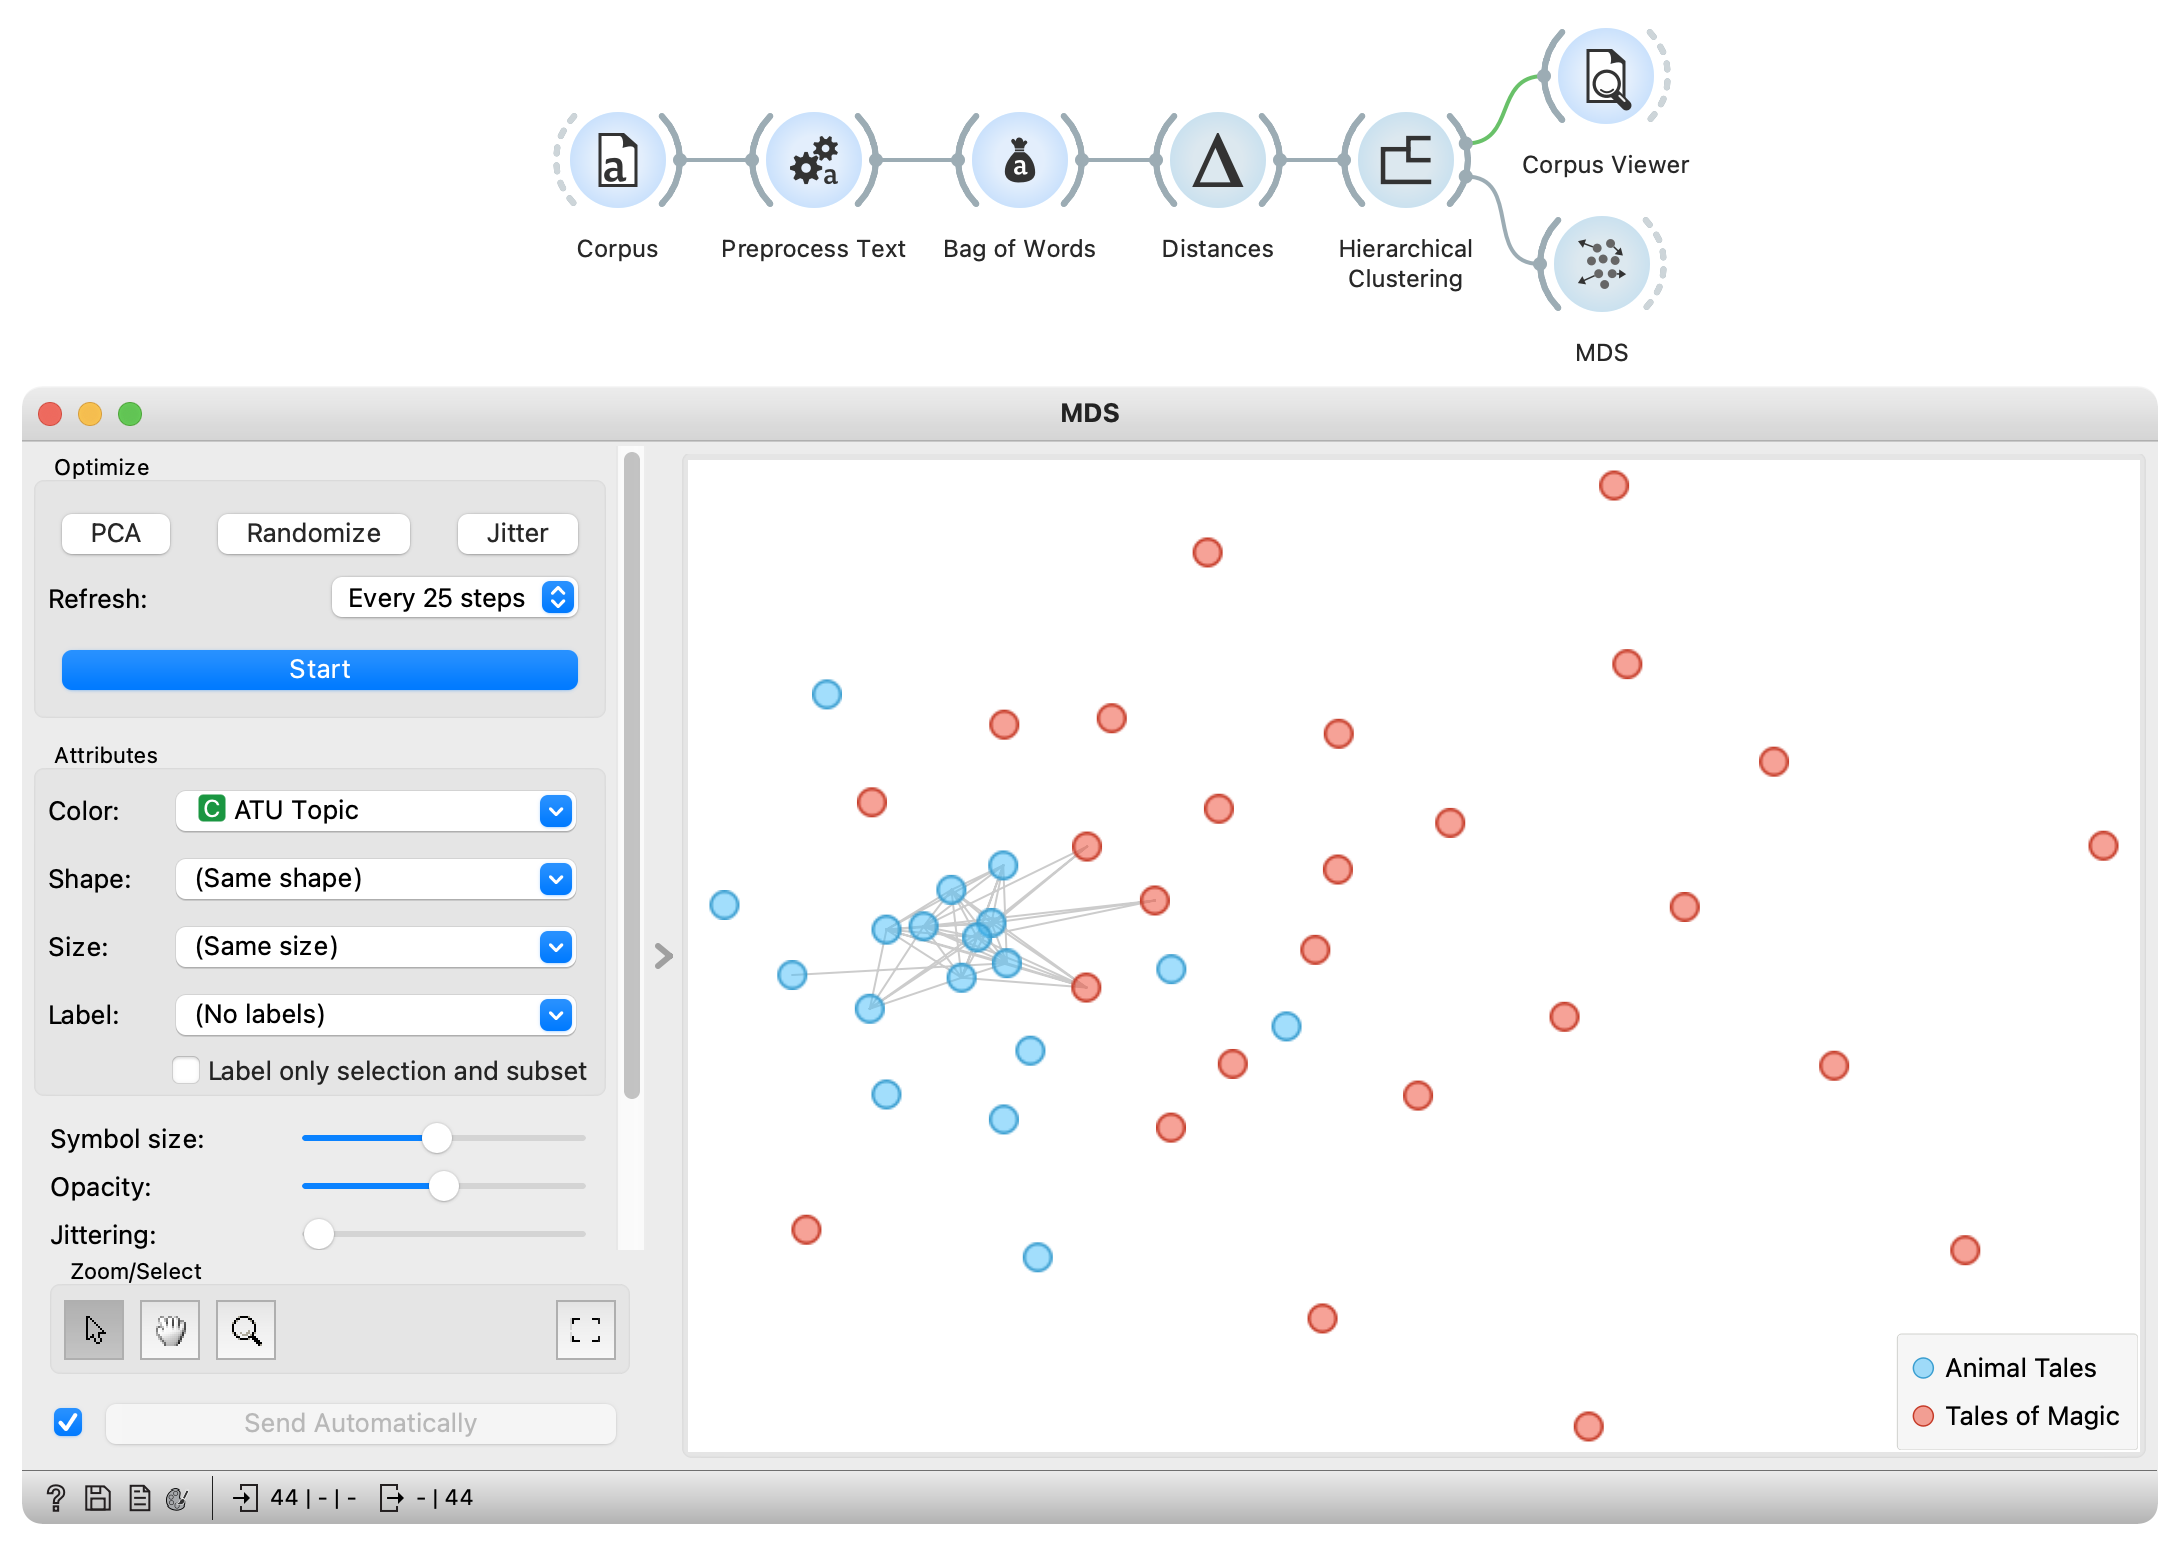 Corpus Viewer
Corpus
Preprocess Text
Bag of Words
Distances
Hierarchical
Clustering
MDS
MDS
Optimize
PCA
Randomize
Jitter
Refresh:
Every 25 steps
Start
Attributes
Color:
C ATU Topic
Shape:
(Same shape)
Size:
(Same size)
Label:
(No labels)
Label only selection and subset
Symbol size:
Opacity:
Jittering:
Zoom/Select
Send Automatically
Animal Tales
Tales of Magic
44 | - | -
- | 44